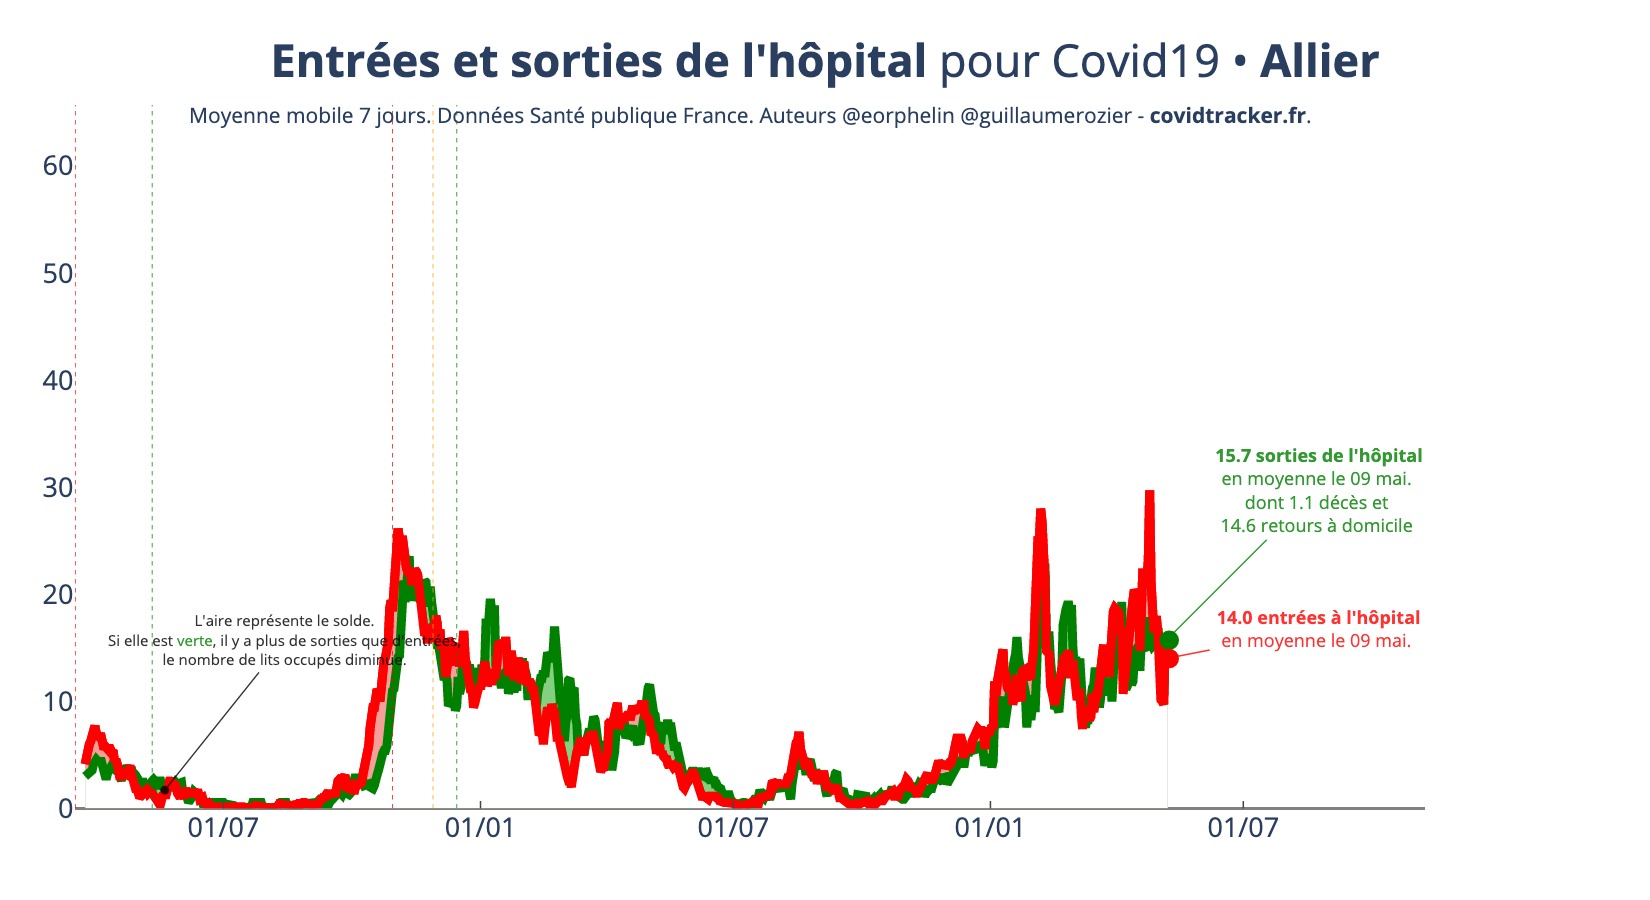 Entrées et sorties de l'hôpital pour Covid19 • Allier
Moyenne mobile 7 jours. Données Santé publique France. Auteurs @eorphelin @guillaumerozier - covidtracker.fr.
60
50
40
30
20
10
0
15.7 sorties de l'hôpital
en moyenne le 09 mai.
dont 1.1 décès et
14.6 retours à domicile
14.0 entrées à l'hôpital
en moyenne le 09 mai.
L'aire représente le solde.
Si elle est verte, il y a plus de sorties que d'entrées,
le nombre de lits occupés diminue.
01/07
01/01
01/07
01/01
01/07